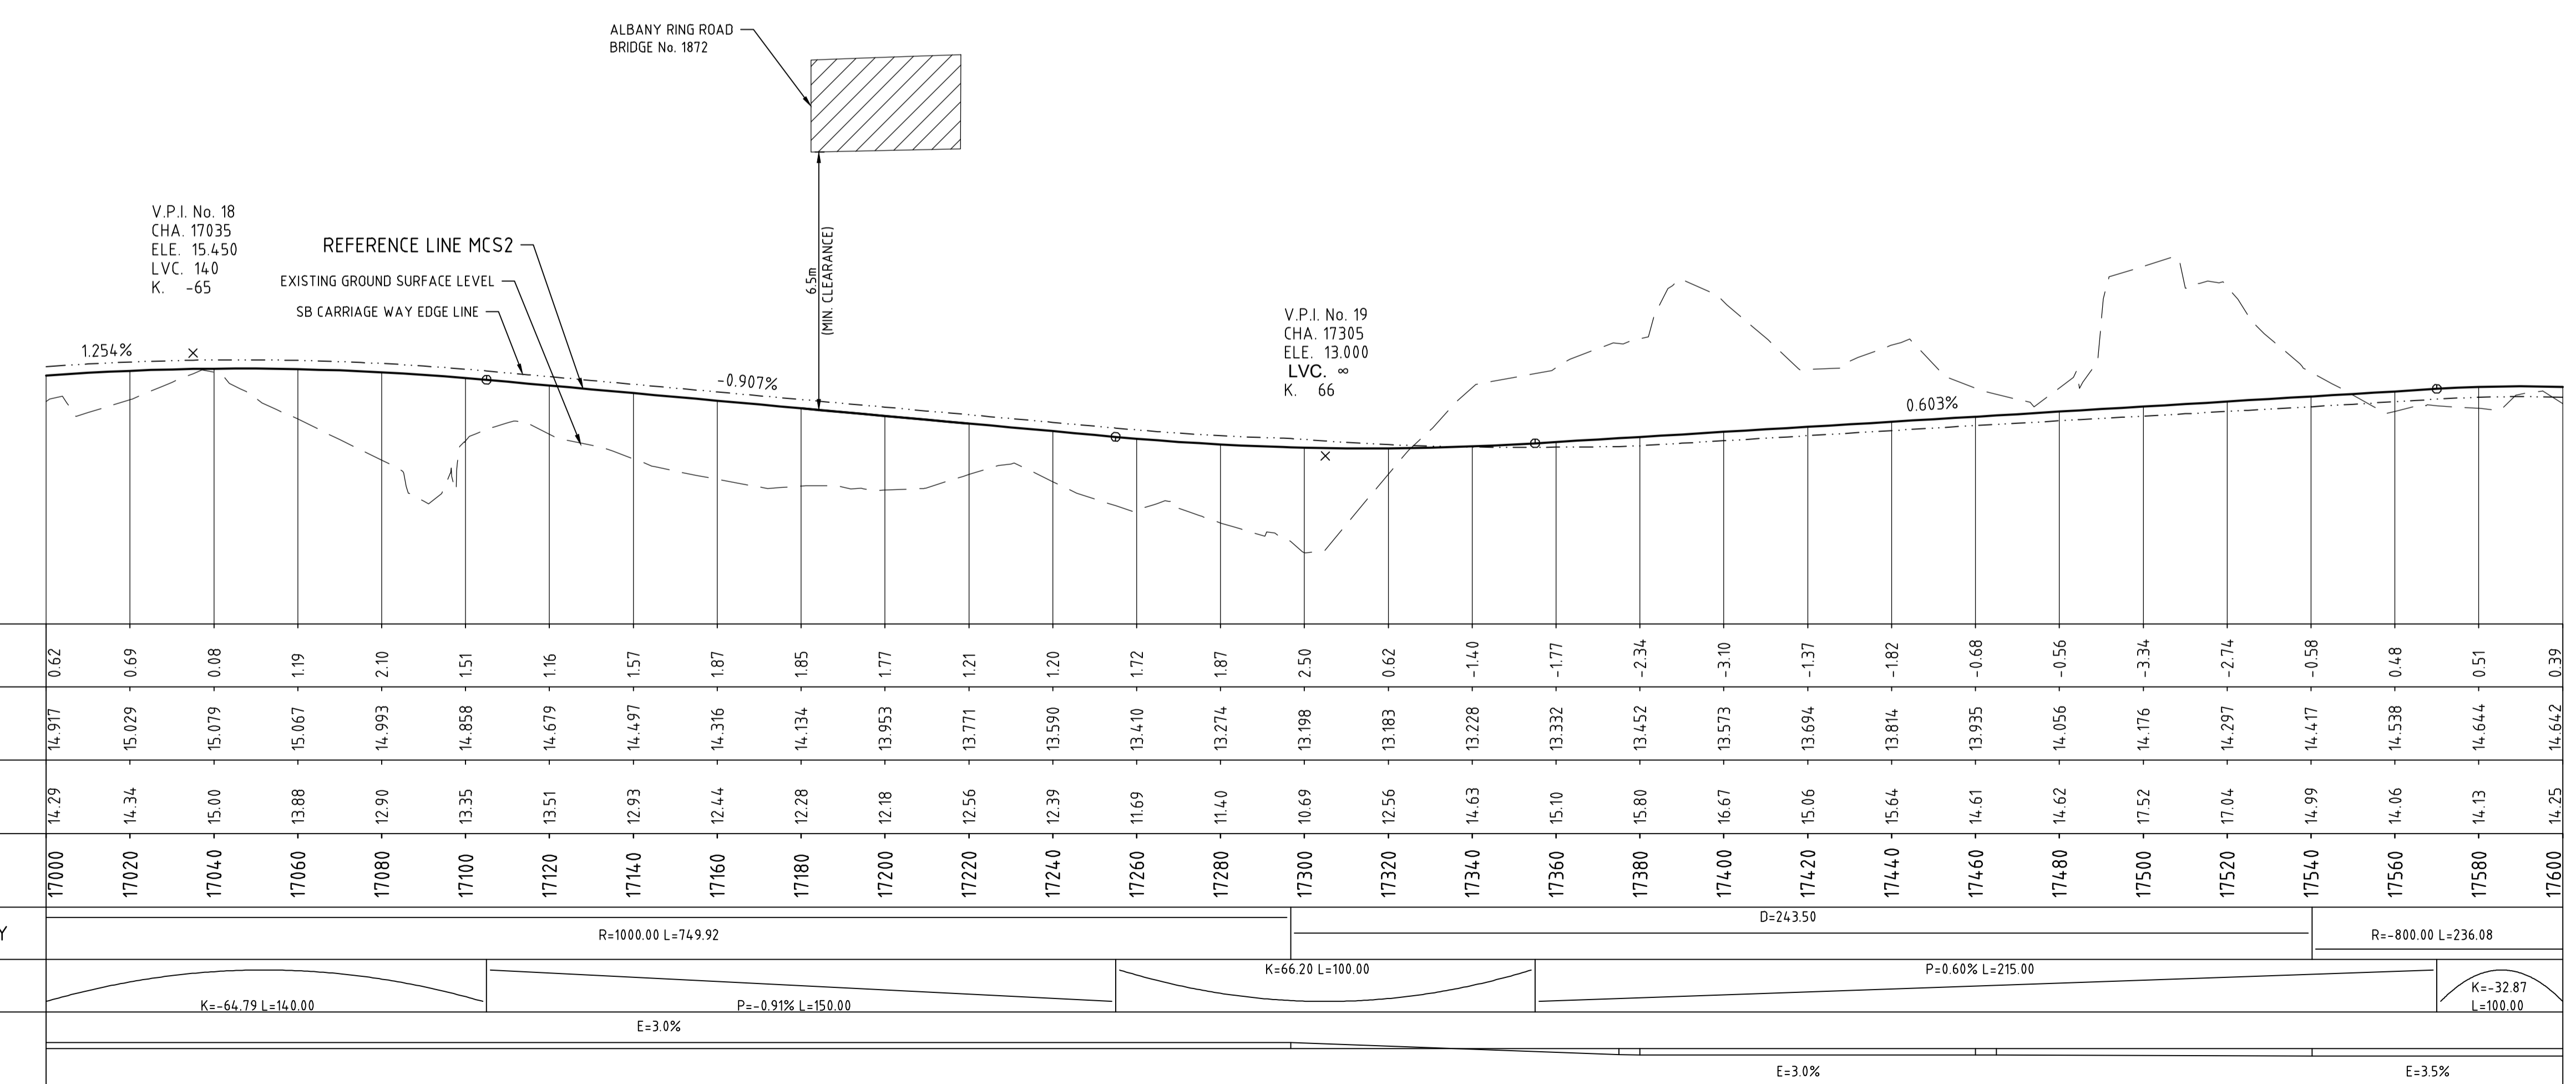 ALBANY RING ROAD
BRIDGE No. 1872
V.P.I. No. 18
CHA. 17035
ELE. 15.450
LVC. 140
K. -65
REFERENCE LINE MCS2
EXISTING GROUND SURFACE LEVEL
SB CARRIAGE WAY EDGE LINE
6.5m
(MIN. CLEARANCE)
V.P.I. No. 19
CHA. 17305
ELE. 13.000
LVC. ∞
K. 66
1.254%
-0.907%
0.603%
0.62 0.69 0.08 1.19 2.10 1.51 1.16 1.57 1.87 1.85 1.77 1.21 1.20 1.72 1.87 2.50 0.62 -1.40 -1.77 -2.34 -3.10 -1.37 -1.82 -0.68 -0.56 -3.34 -2.74 -0.58 0.48 0.51 0.39
14.917 15.029 15.079 15.067 14.993 14.858 14.679 14.497 14.316 14.134 13.953 13.771 13.590 13.410 13.274 13.198 13.183 13.228 13.332 13.452 13.573 13.694 13.814 13.935 14.056 14.176 14.297 14.417 14.538 14.644 14.642
14.29 14.34 15.00 13.88 12.90 13.35 13.51 12.93 12.44 12.28 12.18 12.56 12.39 11.69 11.40 10.69 12.56 14.63 15.10 15.80 16.67 15.06 15.64 14.61 14.62 17.52 17.04 14.99 14.06 14.13 14.25
17000 17020 17040 17060 17080 17100 17120 17140 17160 17180 17200 17220 17240 17260 17280 17300 17320 17340 17360 17380 17400 17420 17440 17460 17480 17500 17520 17540 17560 17580 17600
Y
R=1000.00 L=749.92
D=243.50
R=-800.00 L=236.08
K=-64.79 L=140.00
P=-0.91% L=150.00
K=66.20 L=100.00
P=0.60% L=215.00
K=-32.87
L=100.00
E=3.0%
E=3.0%
E=3.5%